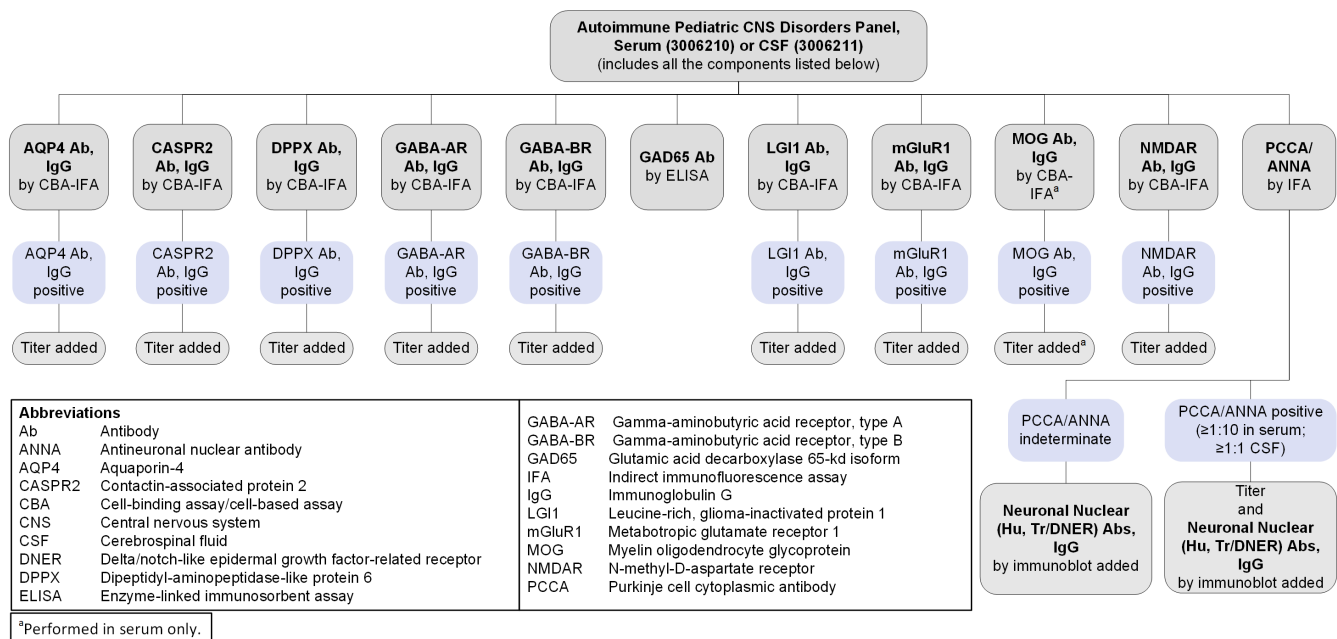 Autoimmune Pediatric CNS Disorders Panel,
Serum (3006210) or CSF (3006211)
(includes all the components listed below)
AQP4 Ab,
IgG
by CBA-IFA
CASPR2
Ab, IgG
by CBA-IFA
DPPX Ab,
IgG
by CBA-IFA
GABA-AR
Ab, IgG
by CBA-IFA
GABA-BR
Ab, IgG
by CBA-IFA
GAD65 Ab
by ELISA
LGI1 Ab,
IgG
by CBA-IFA
mGluR1
Ab, IgG
by CBA-IFA
MOG Ab,
IgG
by CBA-
IFAᵃ
NMDAR
Ab, IgG
by CBA-IFA
PCCA/
ANNA
by IFA
AQP4 Ab,
IgG
positive
CASPR2
Ab, IgG
positive
DPPX Ab,
IgG
positive
GABA-AR
Ab, IgG
positive
GABA-BR
Ab, IgG
positive
LGI1 Ab,
IgG
positive
mGluR1
Ab, IgG
positive
MOG Ab,
IgG
positive
NMDAR
Ab, IgG
positive
Titer added
Titer added
Titer added
Titer added
Titer added
Titer added
Titer added
Titer addedᵃ
Titer added
PCCA/ANNA
indeterminate
PCCA/ANNA positive
(≥1:10 in serum;
≥1:1 CSF)
Neuronal Nuclear
(Hu, Tr/DNER) Abs,
IgG
by immunoblot added
Titer
and
Neuronal Nuclear
(Hu, Tr/DNER) Abs,
IgG
by immunoblot added
Abbreviations
Ab Antibody
ANNA Antineuronal nuclear antibody
AQP4 Aquaporin-4
CASPR2 Contactin-associated protein 2
CBA Cell-binding assay/cell-based assay
CNS Central nervous system
CSF Cerebrospinal fluid
DNER Delta/notch-like epidermal growth factor-related receptor
DPPX Dipeptidyl-aminopeptidase-like protein 6
ELISA Enzyme-linked immunosorbent assay
GABA-AR Gamma-aminobutyric acid receptor, type A
GABA-BR Gamma-aminobutyric acid receptor, type B
GAD65 Glutamic acid decarboxylase 65-kd isoform
IFA Indirect immunofluorescence assay
IgG Immunoglobulin G
LGI1 Leucine-rich, glioma-inactivated protein 1
mGluR1 Metabotropic glutamate receptor 1
MOG Myelin oligodendrocyte glycoprotein
NMDAR N-methyl-D-aspartate receptor
PCCA Purkinje cell cytoplasmic antibody
ᵃPerformed in serum only.